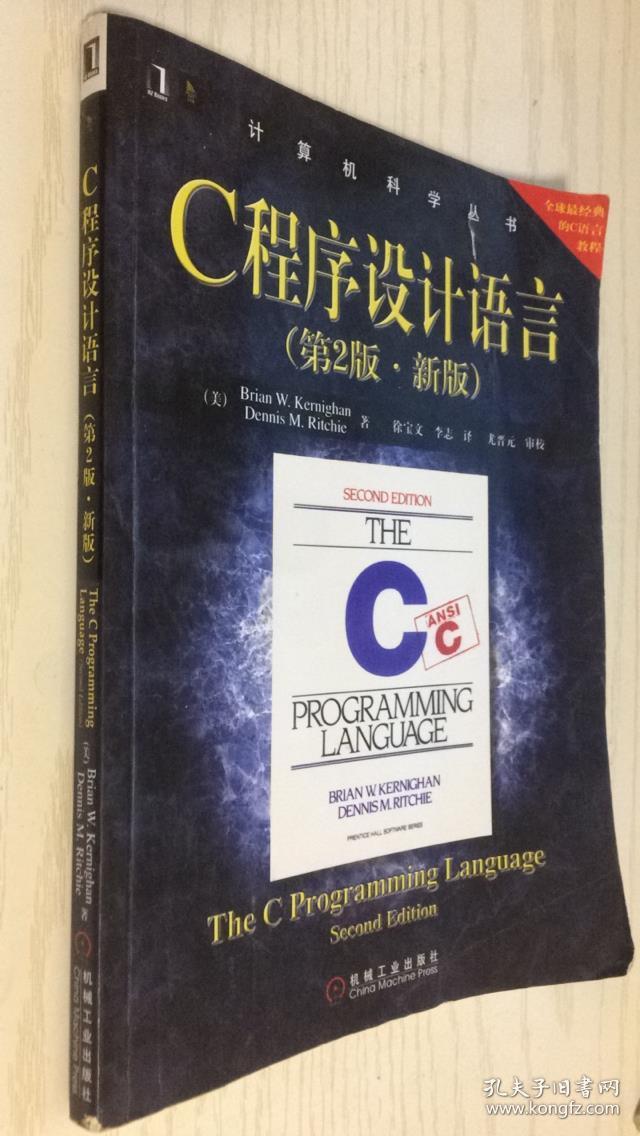 计算机科学丛书
全球最经典
的C语言
教程
C程序设计语言
(第2版·新版)
(美) Brian W. Kernighan
Dennis M. Ritchie 著 徐宝文 李志 译 尤晋元 审校
SECOND EDITION
THE
C
ANSI
C
PROGRAMMING
LANGUAGE
BRIAN W. KERNIGHAN
DENNIS M. RITCHIE
PRENTICE HALL SOFTWARE SERIES
The C Programming Language
Second Edition
机械工业出版社
China Machine Press
C程序设计语言
(第2版·新版)
The C Programming
Language (Second Edition)
(美) Brian W. Kernighan
Dennis M. Ritchie 著
机械工业出版社
China Machine Press
孔夫子旧书网
www.kongfz.com